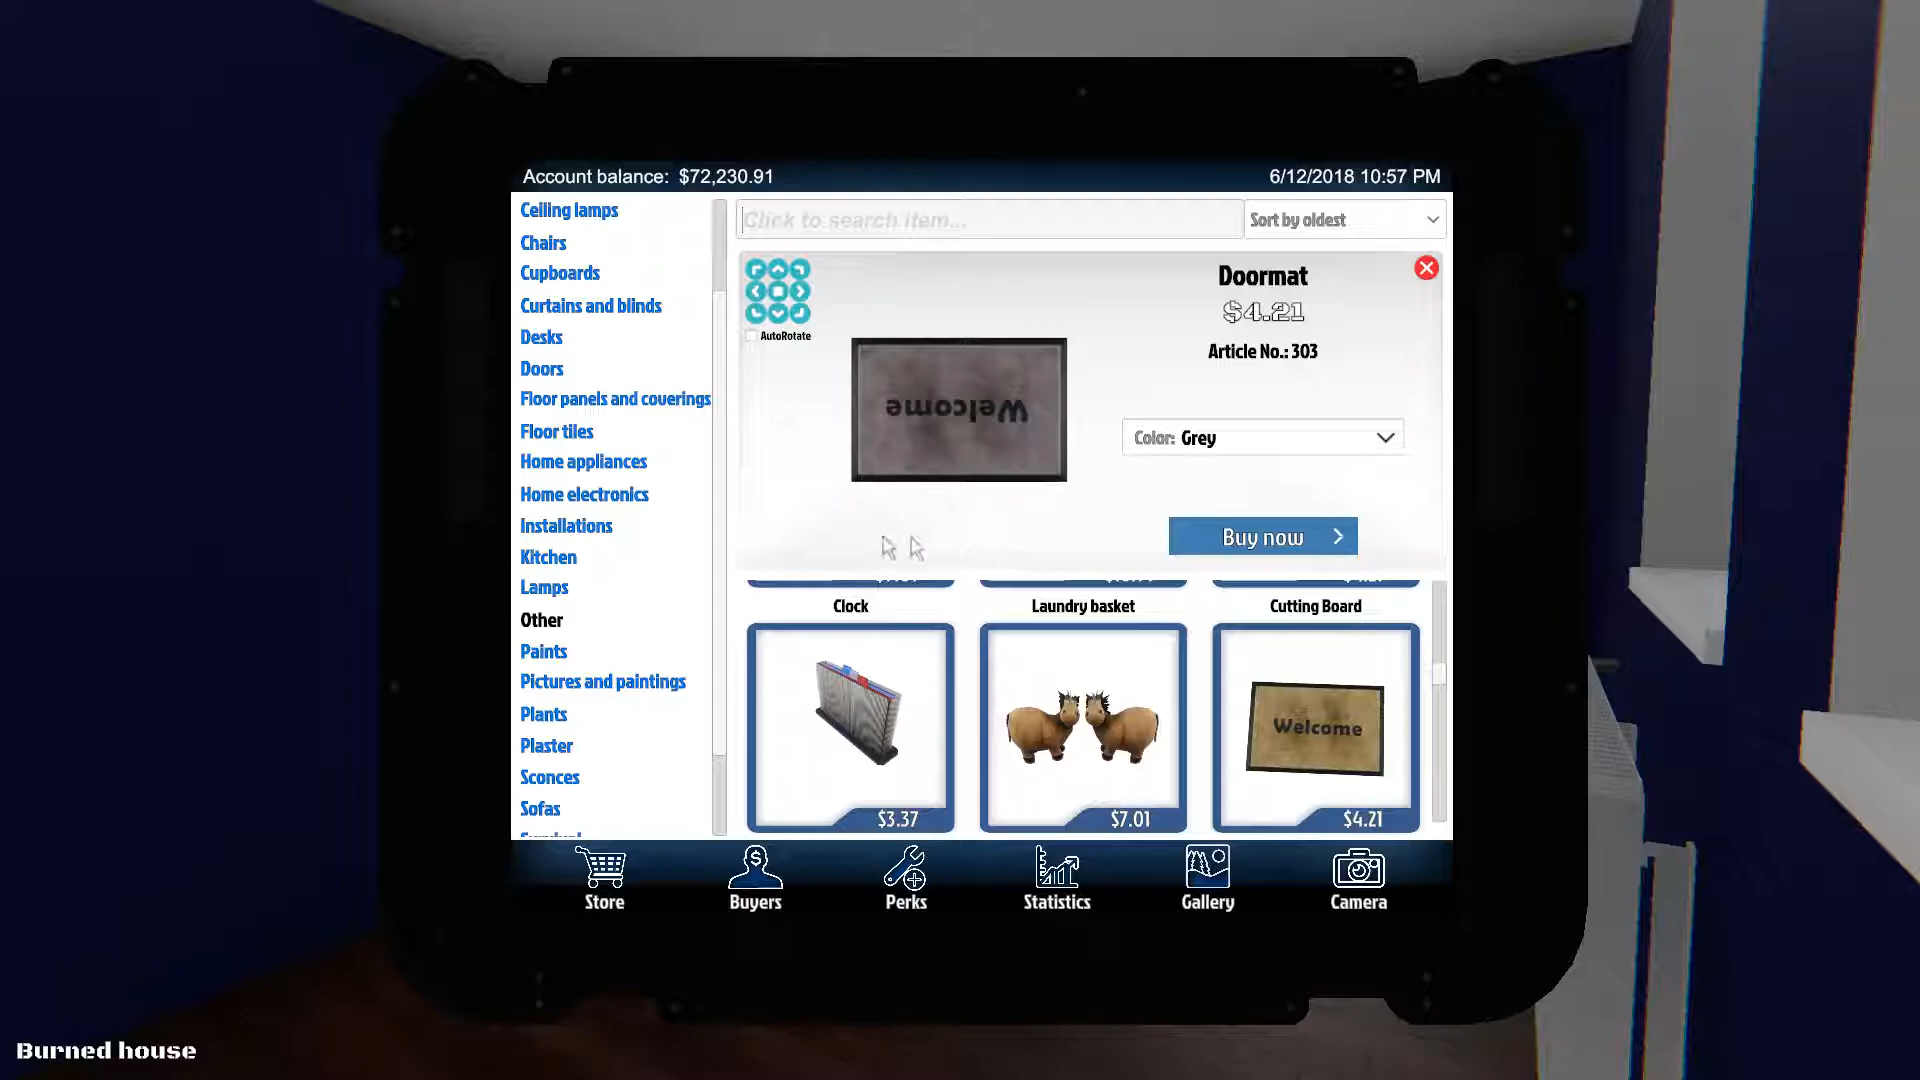 Account balance: $72,230.91
6/12/2018 10:57 PM
Ceiling lamps
Chairs
Cupboards
Curtains and blinds
Desks
Doors
Floor panels and coverings
Floor tiles
Home appliances
Home electronics
Installations
Kitchen
Lamps
Other
Paints
Pictures and paintings
Plants
Plaster
Sconces
Sofas
Click to search item...
Sort by oldest
AutoRotate
Welcome
Doormat
$4.21
Article No.: 303
Color: Grey
Buy now
Clock
Laundry basket
Cutting Board
Welcome
$3.37
$7.01
$4.21
Store
Buyers
Perks
Statistics
Gallery
Camera
Burned house